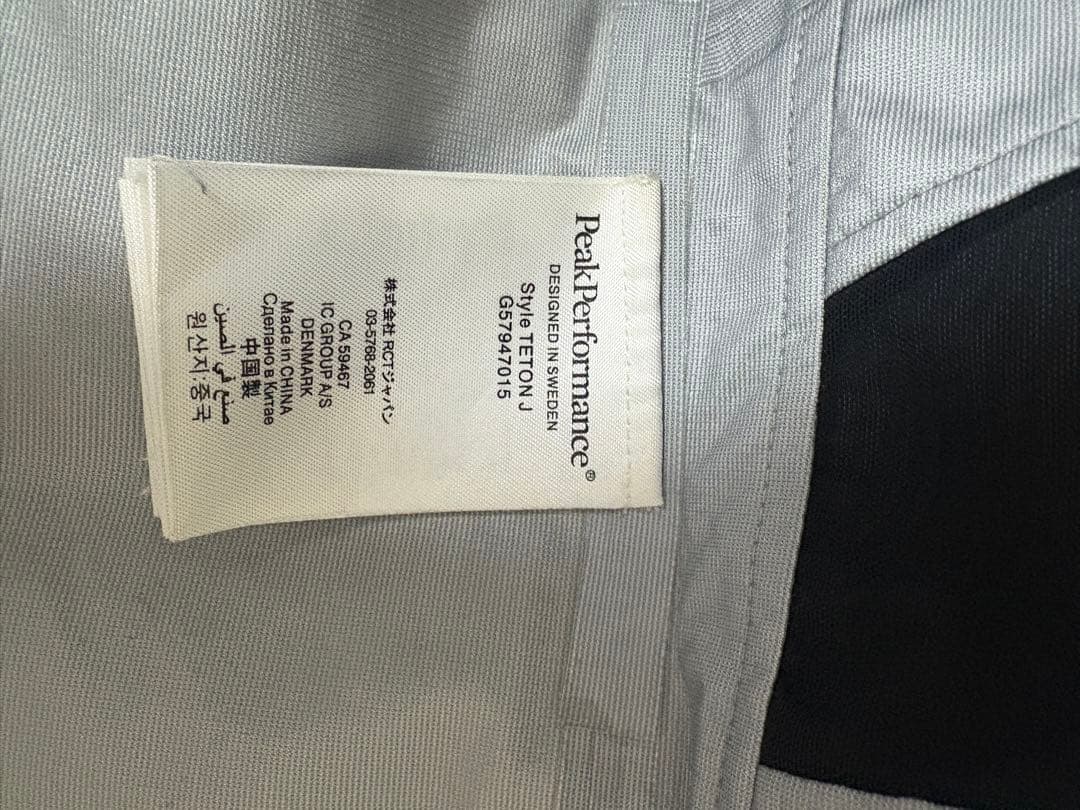 PeakPerformance®
DESIGNED IN SWEDEN
Style TETON J
G57947015
株式会社 RCTジャパン
03-5768-2061
CA 59467
IC GROUP A/S
DENMARK
Made in CHINA
Сделано в Китае
中国製
صنع في الصين
원산지:중국